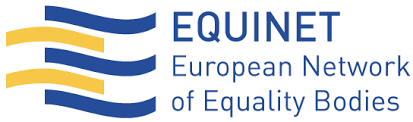 EQUINET
European Network
of Equality Bodies